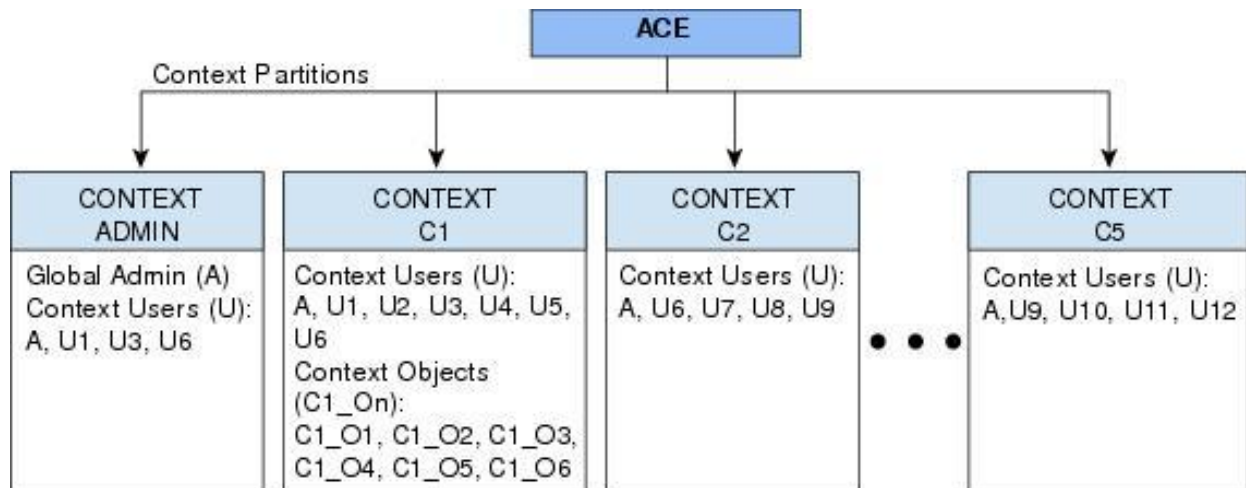 ACE
Context Partitions
CONTEXT
ADMIN
Global Admin (A)
Context Users (U):
A, U1, U3, U6
CONTEXT
C1
Context Users (U):
A, U1, U2, U3, U4, U5,
U6
Context Objects
(C1_On):
C1_O1, C1_O2, C1_O3,
C1_O4, C1_O5, C1_O6
CONTEXT
C2
Context Users (U):
A, U6, U7, U8, U9
CONTEXT
C5
Context Users (U):
A,U9, U10, U11, U12